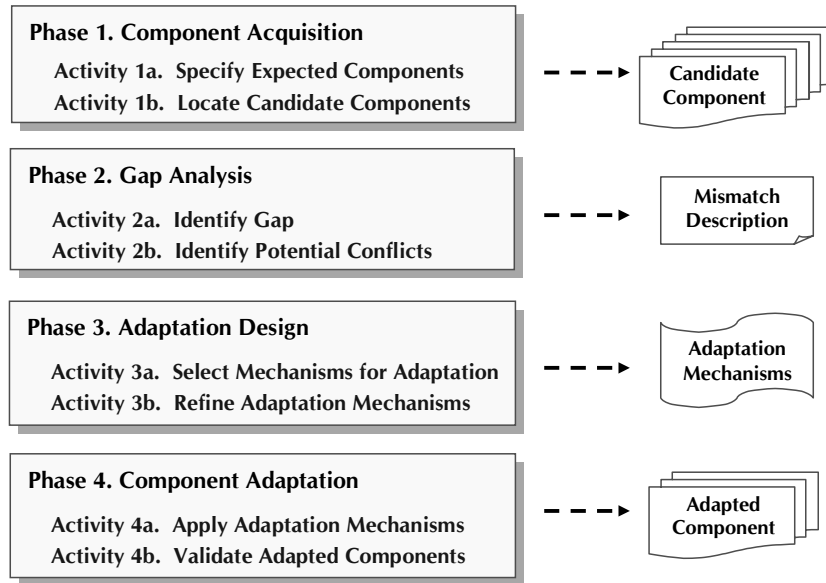 Phase 1. Component Acquisition
Activity 1a. Specify Expected Components
Activity 1b. Locate Candidate Components
Candidate
Component
Phase 2. Gap Analysis
Activity 2a. Identify Gap
Activity 2b. Identify Potential Conflicts
Mismatch
Description
Phase 3. Adaptation Design
Activity 3a. Select Mechanisms for Adaptation
Activity 3b. Refine Adaptation Mechanisms
Adaptation
Mechanisms
Phase 4. Component Adaptation
Activity 4a. Apply Adaptation Mechanisms
Activity 4b. Validate Adapted Components
Adapted
Component